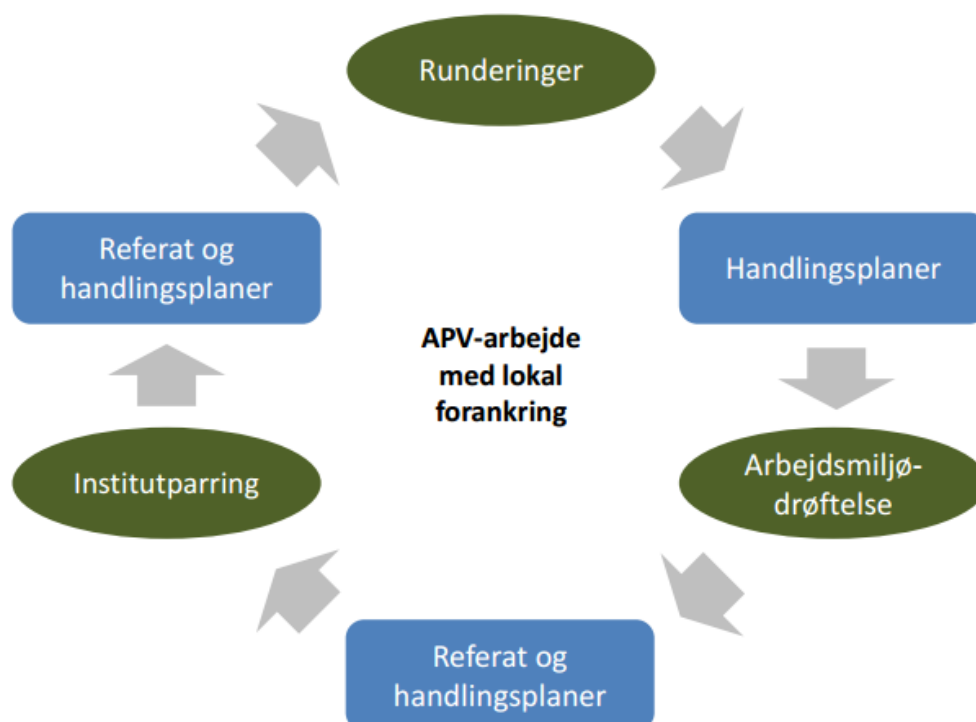 Runderinger
Referat og
handlingsplaner
Handlingsplaner
APV-arbejde
med lokal
forankring
Institutparring
Arbejdsmiljø-
drøftelse
Referat og
handlingsplaner